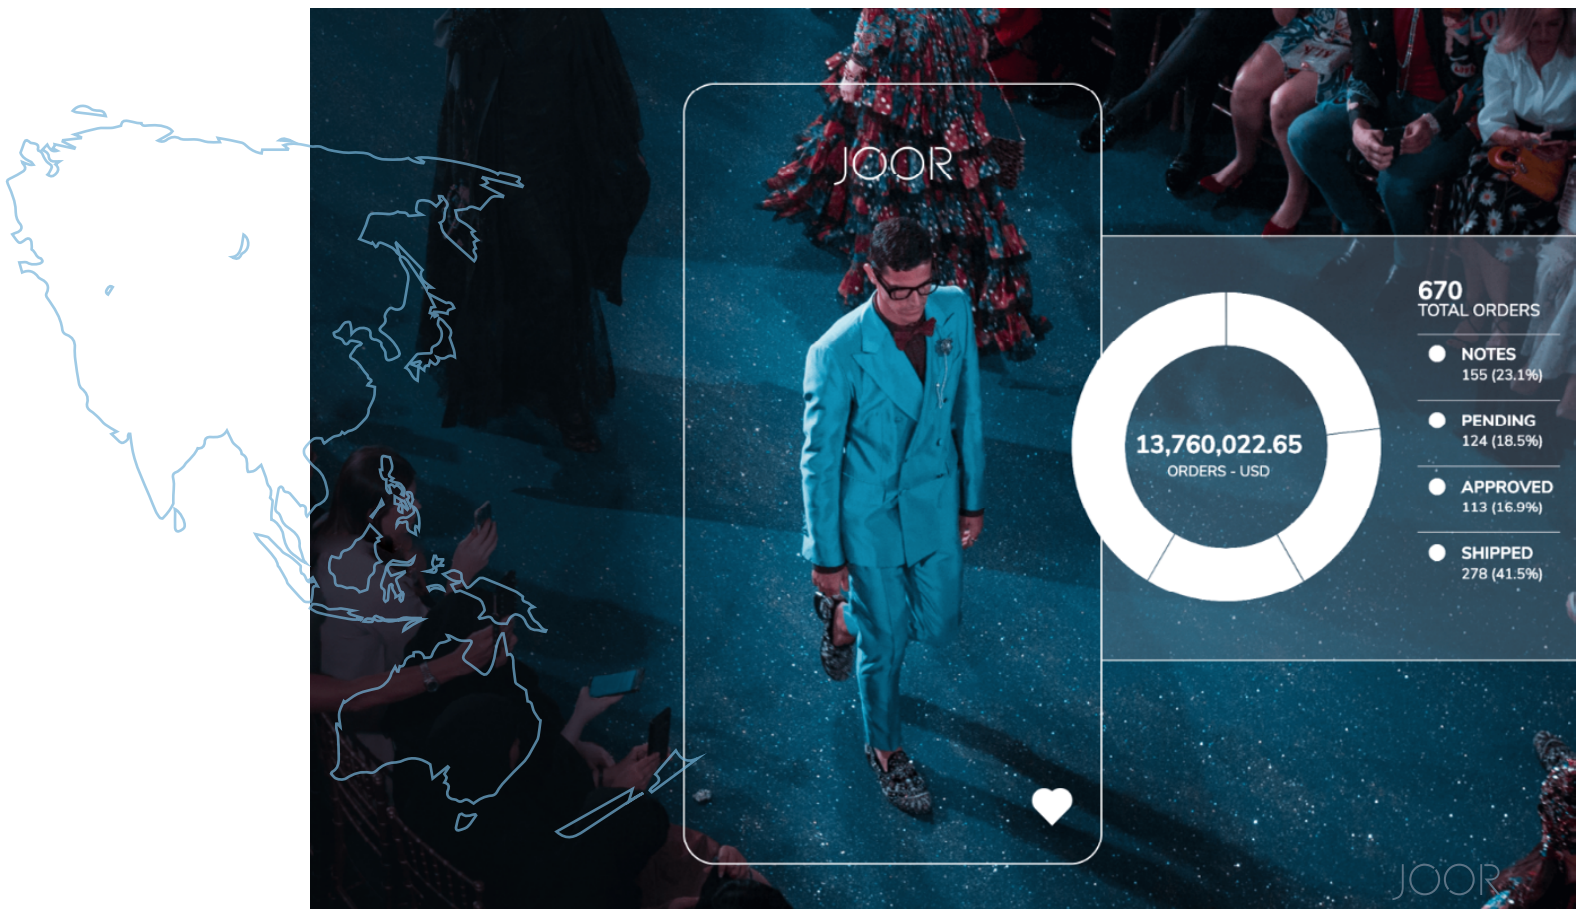 JOOR
670
TOTAL ORDERS
NOTES
155 (23.1%)
PENDING
124 (18.5%)
13,760,022.65
ORDERS - USD
APPROVED
113 (16.9%)
SHIPPED
278 (41.5%)
JOOR